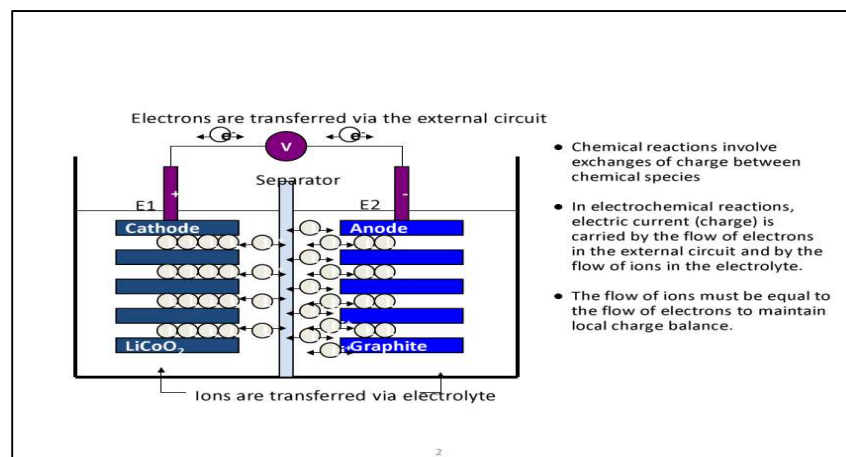 Electrons are transferred via the external circuit
e⁻
e⁻
V
Separator
+
-
E1
E2
Cathode
Anode
LiCoO₂
Graphite
Ions are transferred via electrolyte
● Chemical reactions involve
exchanges of charge between
chemical species
● In electrochemical reactions,
electric current (charge) is
carried by the flow of electrons
in the external circuit and by the
flow of ions in the electrolyte.
● The flow of ions must be equal to
the flow of electrons to maintain
local charge balance.
2